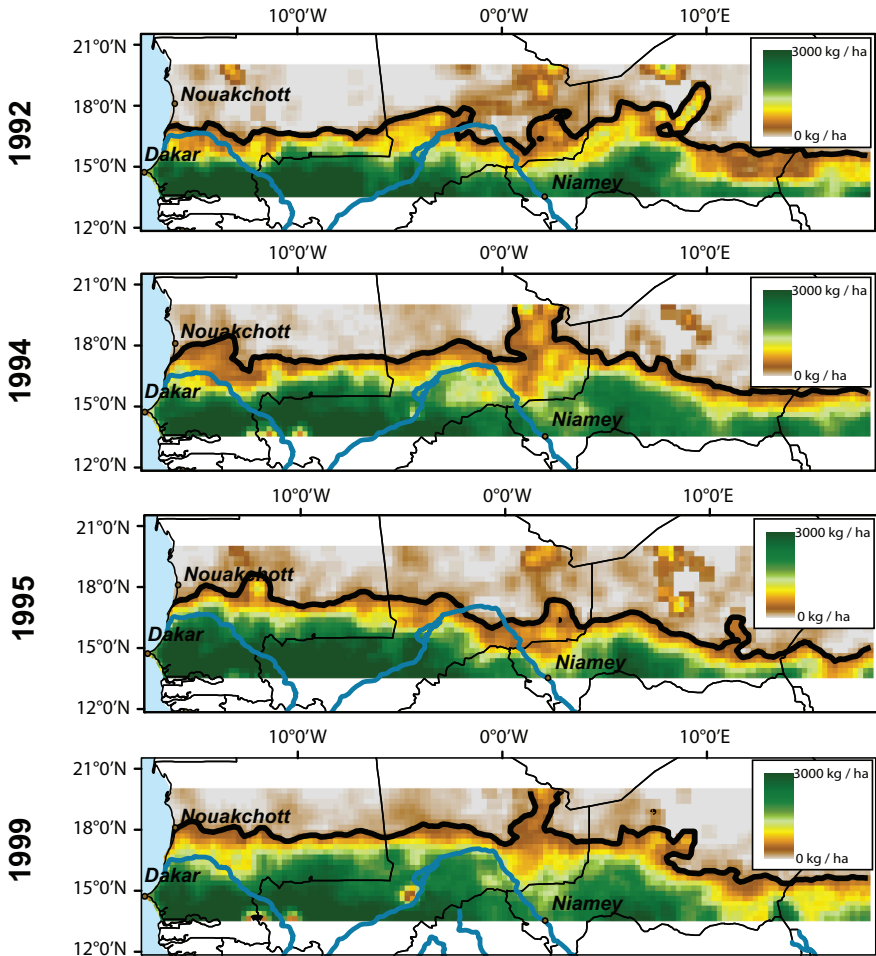 10°0'W 0°0'W 10°0'E
1992
21°0'N
18°0'N
15°0'N
12°0'N
Nouakchott
Dakar
Niamey
3000 kg / ha
0 kg / ha
10°0'W 0°0'W 10°0'E
1994
21°0'N
18°0'N
15°0'N
12°0'N
Nouakchott
Dakar
Niamey
3000 kg / ha
0 kg / ha
10°0'W 0°0'W 10°0'E
1995
21°0'N
18°0'N
15°0'N
12°0'N
Nouakchott
Dakar
Niamey
3000 kg / ha
0 kg / ha
10°0'W 0°0'W 10°0'E
1999
21°0'N
18°0'N
15°0'N
12°0'N
Nouakchott
Dakar
Niamey
3000 kg / ha
0 kg / ha